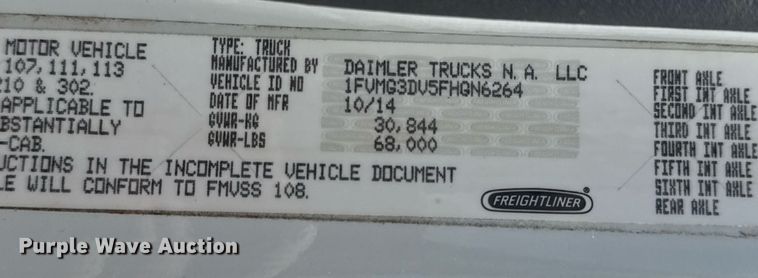 MOTOR VEHICLE
107, 111, 113
210 & 302.
APPLICABLE TO
BSTANTIALLY
-CAB.
UCTIONS IN THE INCOMPLETE VEHICLE DOCUMENT
LE WILL CONFORM TO FMVSS 108.
TYPE: TRUCK
MANUFACTURED BY DAIMLER TRUCKS N. A. LLC
VEHICLE ID NO 1FVMG3DV5FHGN6264
DATE OF MFR 10/14
GVWR-KG 30,844
GVWR-LBS 68,000
FREIGHTLINER
FRONT AXLE
FIRST INT AXLE
SECOND INT AXLE
THIRD INT AXLE
FOURTH INT AXLE
FIFTH INT AXLE
SIXTH INT AXLE
REAR AXLE
Purple Wave Auction